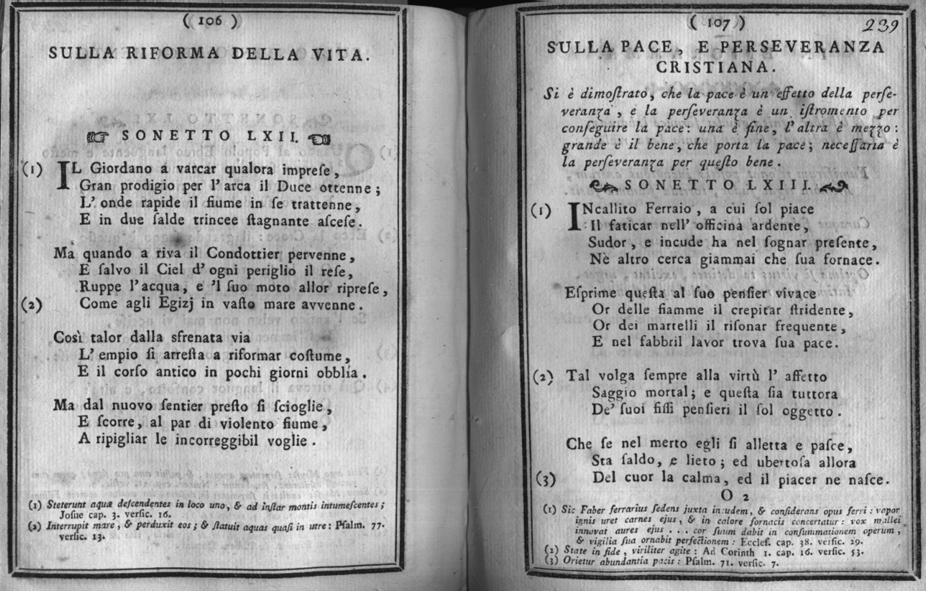 ( 106 )
SULLA RIFORMA DELLA VITA.
SONETTO LXII.
(1) IL Giordano a varcar qualora impreſe,
Gran prodigio per l'arca il Duce ottenne;
L'onde rapide il fiume in ſe trattenne,
E in due ſalde trincee ſtagnante aſceſe.
Ma quando a riva il Condottier pervenne,
E ſalvo il Ciel d'ogni periglio il reſe,
Ruppe l'acqua, e 'l ſuo moto allor ripreſe,
(2) Come agli Egizj in vaſto mare avvenne.
Così talor dalla sfrenata via
L'empio ſi arreſta a riformar coſtume,
E il corſo antico in pochi giorni obblía.
Ma dal nuovo ſentier preſto ſi ſcioglie,
E ſcorre, al par di violento fiume,
A ripigliar le incorreggibil voglie.
(1) Steterunt aquæ deſcendentes in loco uno, & ad inſtar montis intumeſcentes;
Joſue cap. 3. verſic. 16.
(2) Interrupit mare, & perduxit eos; & ſtatuit aquas quaſi in utre: Pſalm. 77.
verſic. 13.
( 107 )
239
SULLA PACE, E PERSEVERANZA
CRISTIANA.
Si è dimoſtrato, che la pace è un effetto della perſe-
veranza, e la perſeveranza è un iſtromento per
conſeguire la pace: una è fine, l'altra è mezzo:
grande è il bene, che porta la pace; neceſſaria è
la perſeveranza per queſto bene.
SONETTO LXIII.
(1) INcallito Ferraio, a cui ſol piace
Il faticar nell'officina ardente,
Sudor, e incude ha nel ſognar preſente,
Nè altro cerca giammai che ſua fornace.
Eſprime queſta al ſuo penſier vivace
Or delle fiamme il crepitar ſtridente,
Or dei martelli il riſonar frequente,
E nel fabbril lavor trova ſua pace.
(2) Tal volga ſempre alla virtù l'affetto
Saggio mortal; e queſta ſia tuttora
De' ſuoi fiſſi penſieri il ſol oggetto.
Che ſe nel merto egli ſi alletta e paſce,
Sta ſaldo, e lieto; ed ubertoſa allora
(3) Del cuor la calma, ed il piacer ne naſce.
O 2
(1) Sic Faber ferrarius ſedens juxta incudem, & conſiderans opus ferri: vapor
ignis uret carnes ejus, & in calore fornacis concertatur: vox mallei
innovat aures ejus . . . cor ſuum dabit in conſummationem operum,
& vigilia ſua ornabit perfectionem: Eccleſ. cap. 38. verſic. 29.
(2) State in fide, viriliter agite: Ad Corinth 1. cap. 16. verſic. 53.
(3) Orietur abundantia pacis: Pſalm. 71. verſic. 7.